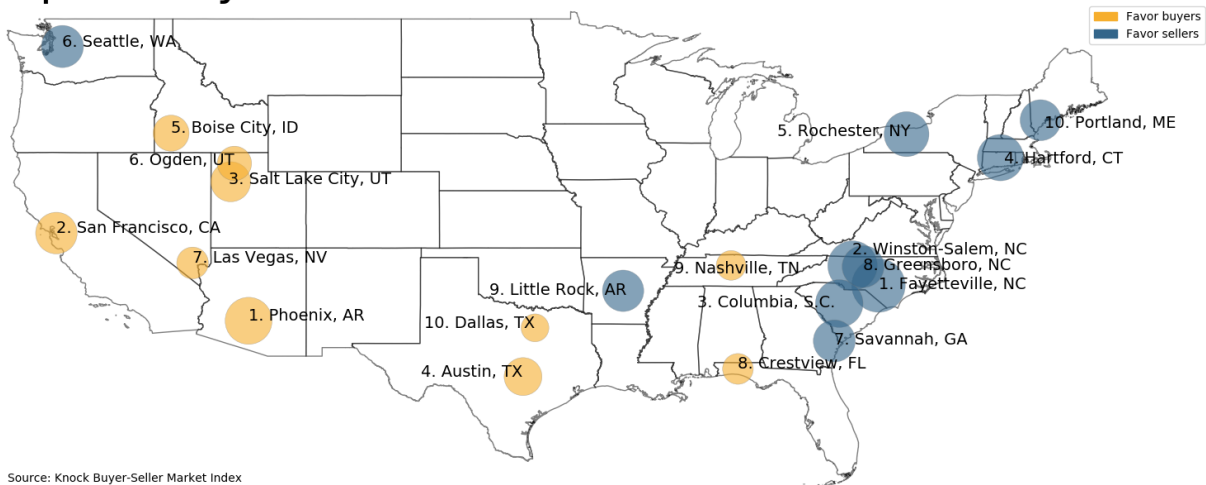 Favor buyers
Favor sellers
6. Seattle, WA
5. Boise City, ID
6. Ogden, UT
3. Salt Lake City, UT
2. San Francisco, CA
7. Las Vegas, NV
1. Phoenix, AR
10. Dallas, TX
4. Austin, TX
9. Little Rock, AR
9. Nashville, TN
8. Crestview, FL
5. Rochester, NY
10. Portland, ME
4. Hartford, CT
2. Winston-Salem, NC
8. Greensboro, NC
1. Fayetteville, NC
3. Columbia, S.C.
7. Savannah, GA
Source: Knock Buyer-Seller Market Index